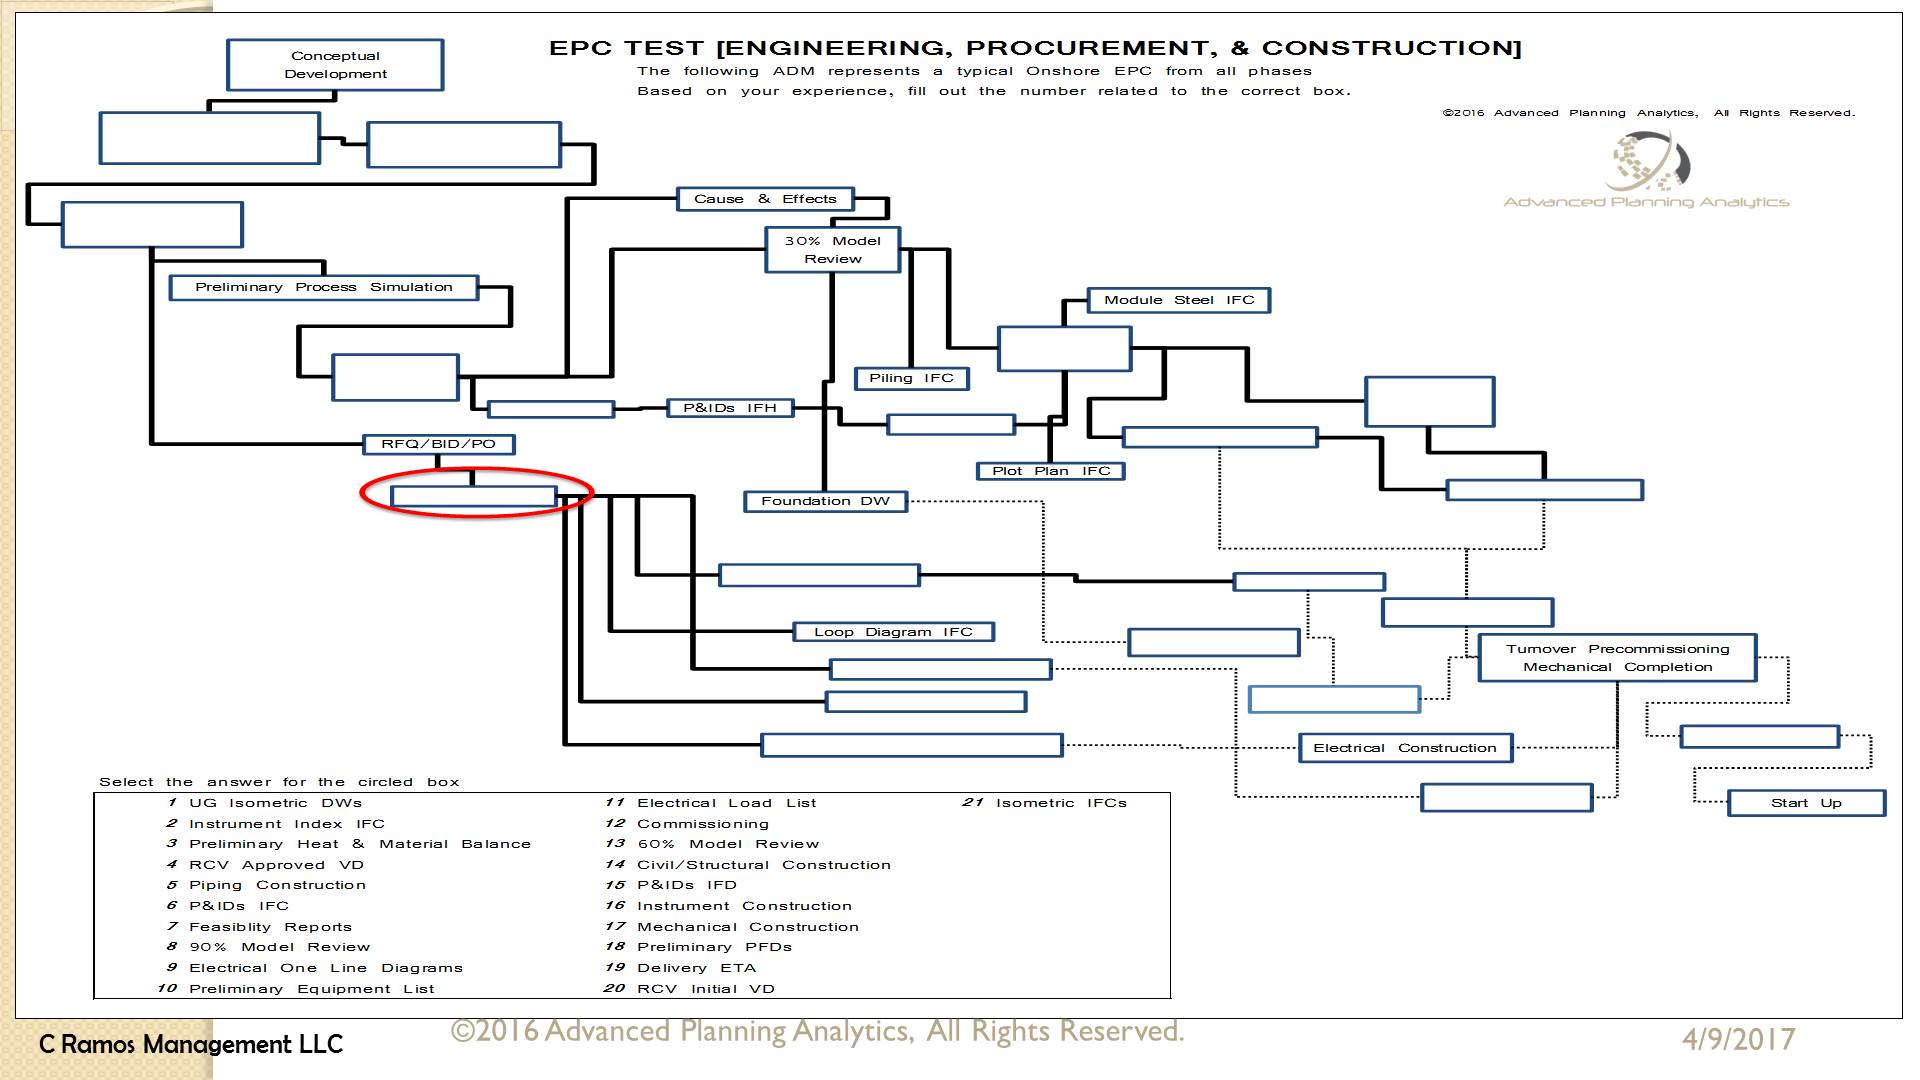 EPC TEST [ENGINEERING, PROCUREMENT, & CONSTRUCTION]
The following ADM represents a typical Onshore EPC from all phases
Based on your experience, fill out the number related to the correct box.
©2016 Advanced Planning Analytics, All Rights Reserved.
Advanced Planning Analytics
Conceptual
Development
Cause & Effects
30% Model
Review
Preliminary Process Simulation
Module Steel IFC
Piling IFC
P&IDs IFH
RFQ/BID/PO
Plot Plan IFC
Foundation DW
Loop Diagram IFC
Turnover Precommissioning
Mechanical Completion
Electrical Construction
Start Up
Select the answer for the circled box
1 UG Isometric DWs
2 Instrument Index IFC
3 Preliminary Heat & Material Balance
4 RCV Approved VD
5 Piping Construction
6 P&IDs IFC
7 Feasiblity Reports
8 90% Model Review
9 Electrical One Line Diagrams
10 Preliminary Equipment List
11 Electrical Load List
12 Commissioning
13 60% Model Review
14 Civil/Structural Construction
15 P&IDs IFD
16 Instrument Construction
17 Mechanical Construction
18 Preliminary PFDs
19 Delivery ETA
20 RCV Initial VD
21 Isometric IFCs
C Ramos Management LLC
©2016 Advanced Planning Analytics, All Rights Reserved.
4/9/2017